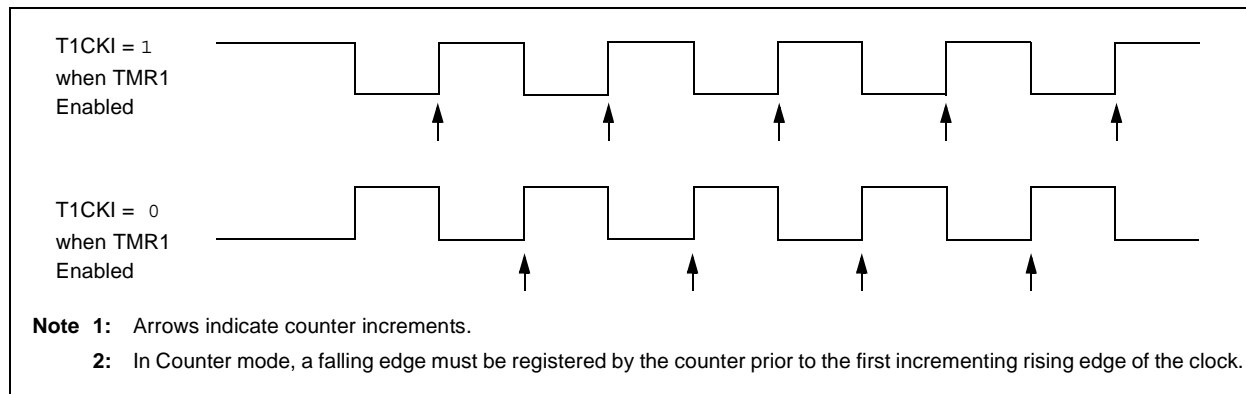 T1CKI = 1
when TMR1
Enabled
T1CKI = 0
when TMR1
Enabled
Note 1: Arrows indicate counter increments.
2: In Counter mode, a falling edge must be registered by the counter prior to the first incrementing rising edge of the clock.